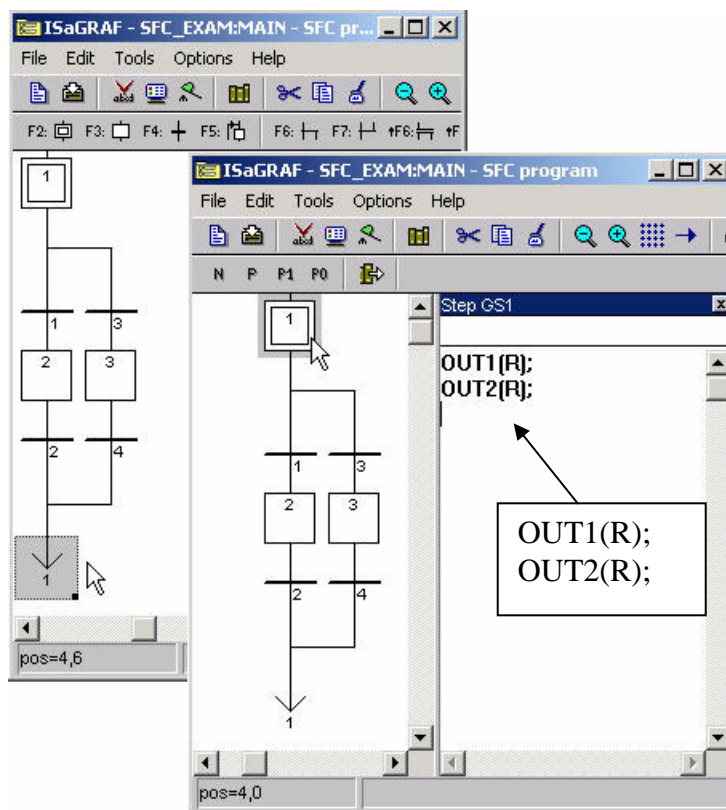 ISaGRAF - SFC_EXAM:MAIN - SFC pr...
File Edit Tools Options Help
F2: F3: F4: F5: F6: F7: F6: F
1
1 3
2 3
2 4
1
pos=4,6
ISaGRAF - SFC_EXAM:MAIN - SFC program
File Edit Tools Options Help
N P P1 P0
1
1 3
2 3
2 4
1
pos=4,0
Step GS1
OUT1(R);
OUT2(R);
OUT1(R);
OUT2(R);